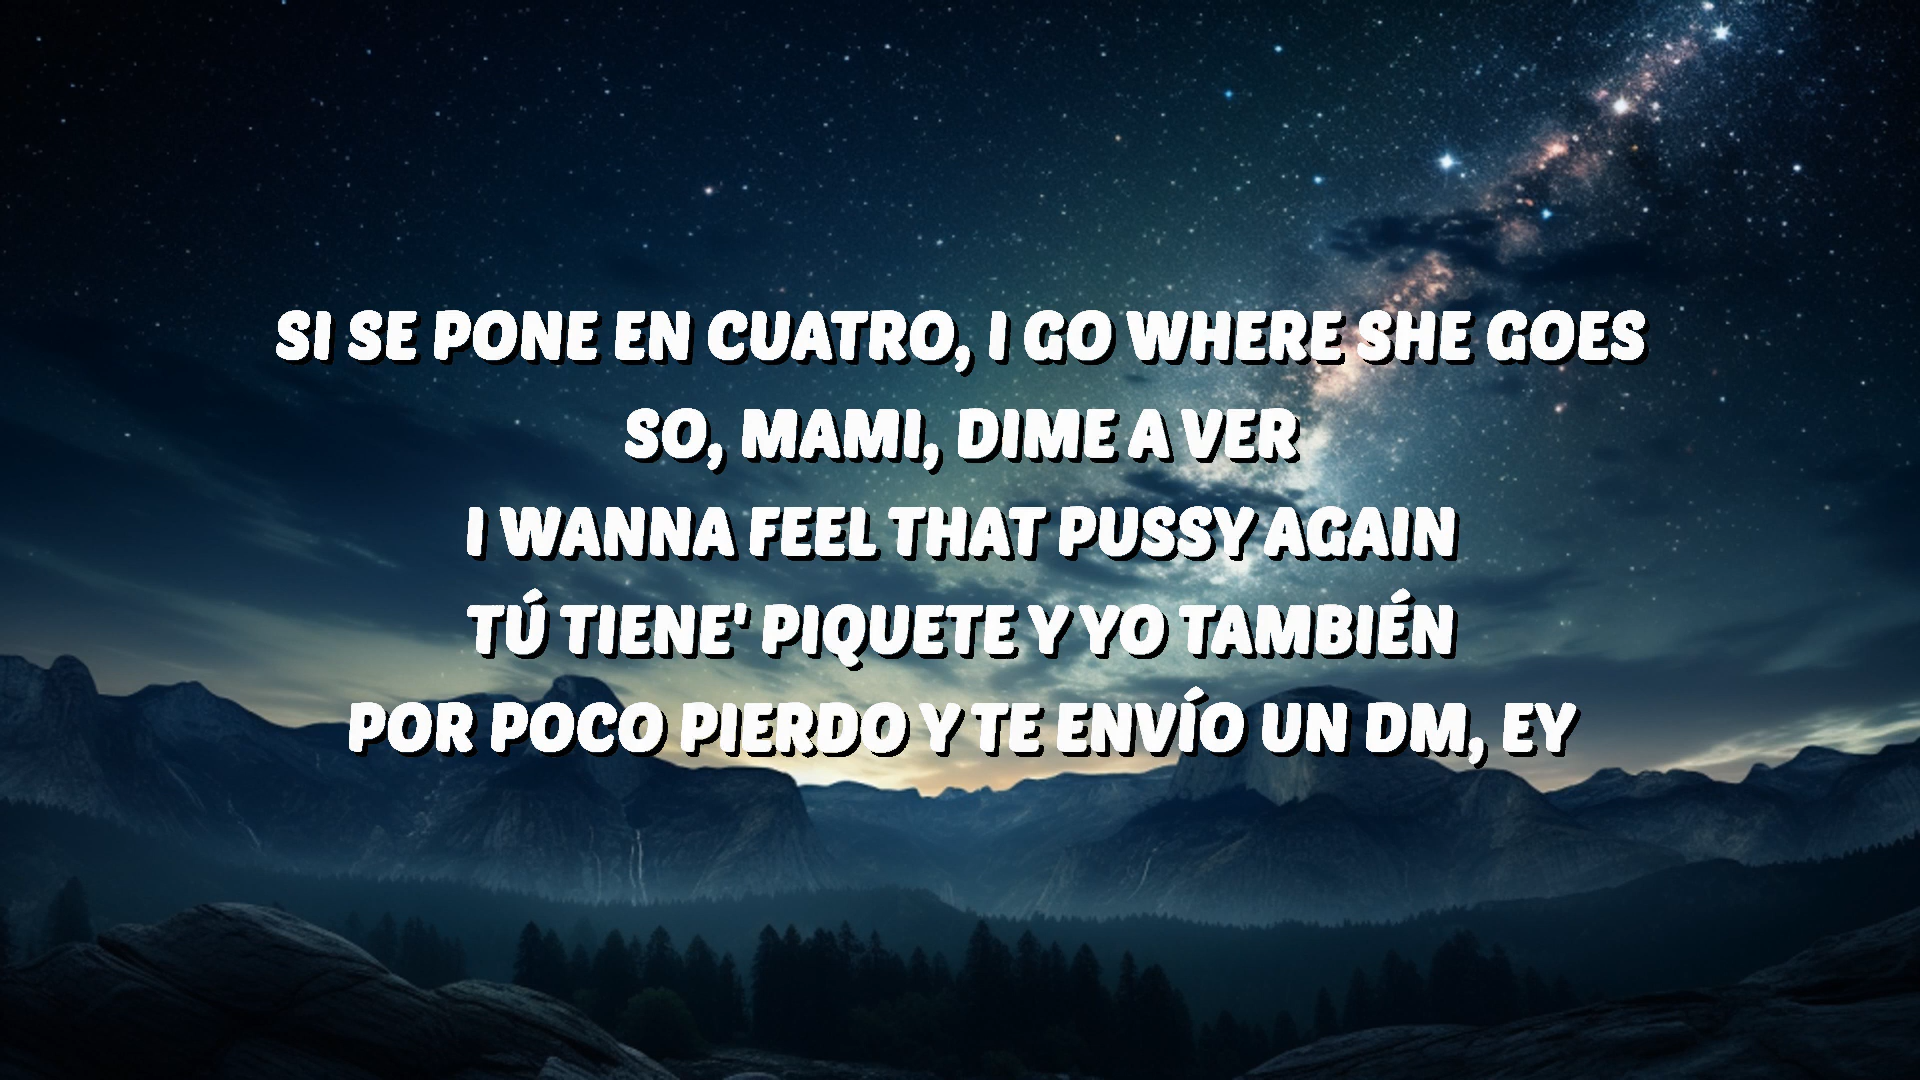 SI SE PONE EN CUATRO, I GO WHERE SHE GOES
SO, MAMI, DIME A VER
I WANNA FEEL THAT PUSSY AGAIN
TÚ TIENE' PIQUETE Y YO TAMBIÉN
POR POCO PIERDO Y TE ENVÍO UN DM, EY